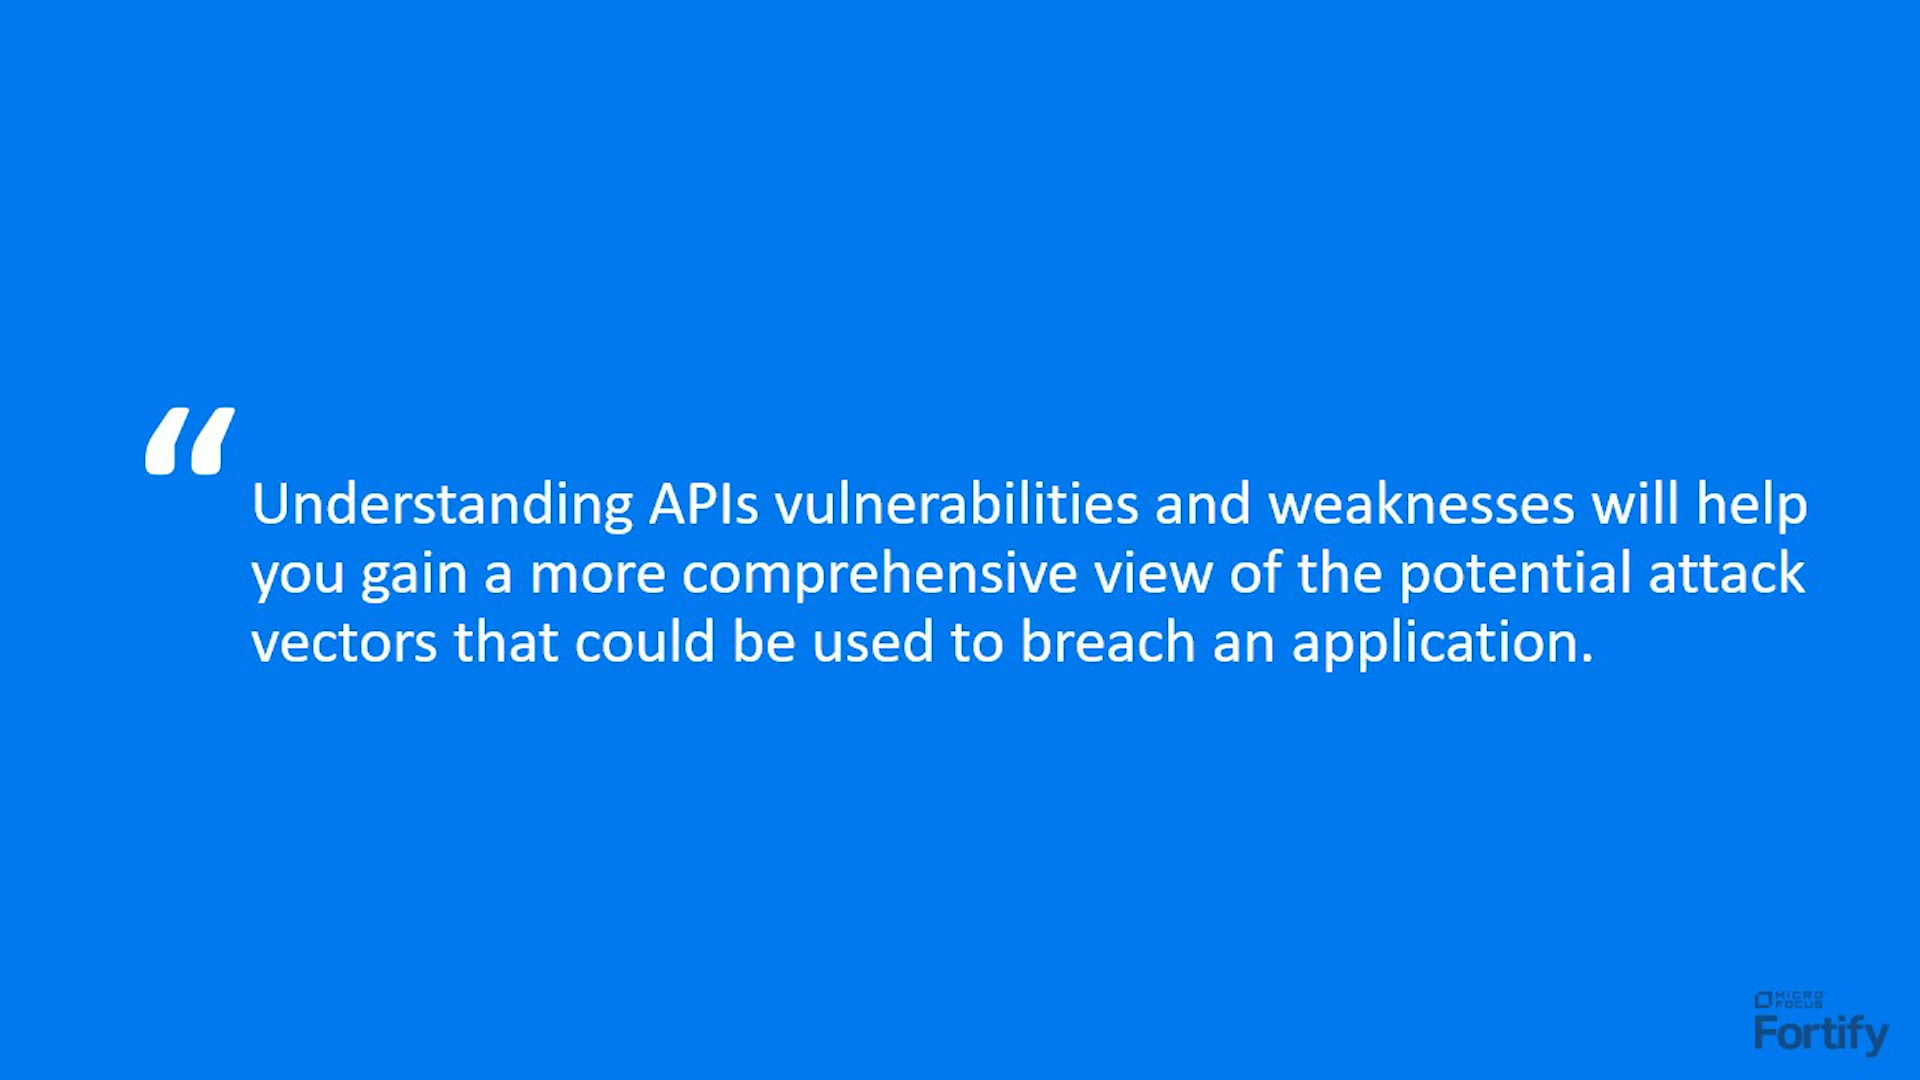 “
Understanding APIs vulnerabilities and weaknesses will help
you gain a more comprehensive view of the potential attack
vectors that could be used to breach an application.
MICRO
FOCUS
Fortify